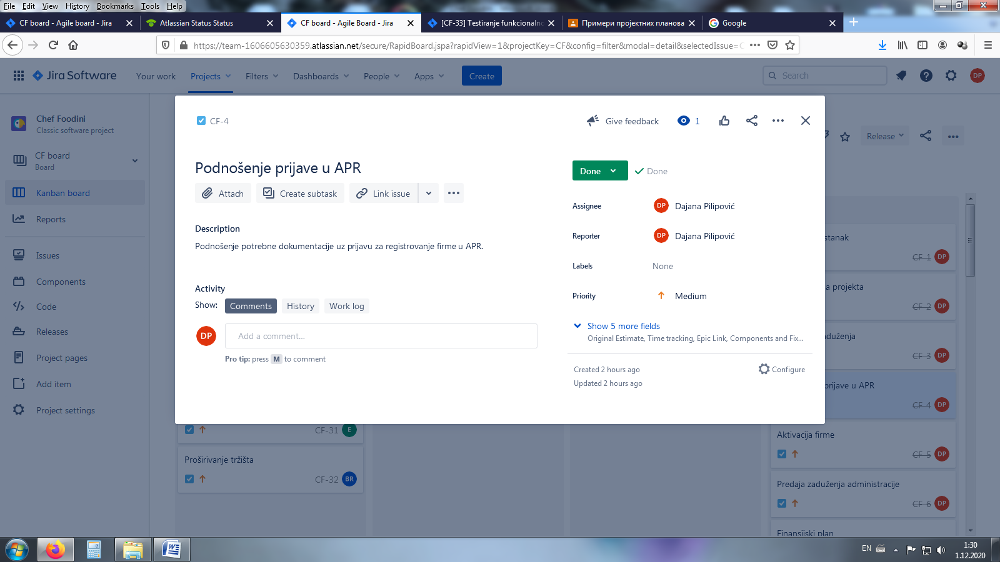 File Edit View History Bookmarks Tools Help
CF board - Agile board - Jira
Atlassian Status Status
CF board - Agile Board - Jira
[CF-33] Testiranje funkcionalno
Примери пројектних планова
Google
https://team-1606605630359.atlassian.net/secure/RapidBoard.jspa?rapidView=1&projectKey=CF&config=filter&modal=detail&selectedIssue=C
Jira Software
Your work
Projects
Filters
Dashboards
People
Apps
Create
Search
DP
Chef Foodini
Classic software project
CF board
Board
Kanban board
Reports
Issues
Components
Code
Releases
Project pages
Add item
Project settings
CF-4
Give feedback
1
Podnošenje prijave u APR
Attach
Create subtask
Link issue
Description
Podnošenje potrebne dokumentacije uz prijavu za registrovanje firme u APR.
Activity
Show:
Comments
History
Work log
DP
Add a comment...
Pro tip: press M to comment
Done
Done
Assignee
DP Dajana Pilipović
Reporter
DP Dajana Pilipović
Labels
None
Priority
Medium
Show 5 more fields
Original Estimate, Time tracking, Epic Link, Components and Fix...
Created 2 hours ago
Configure
Updated 2 hours ago
Release
stanak
CF-1 DP
a projekta
CF-2 DP
aduženja
CF-3 DP
prijave u APR
CF-4 DP
Aktivacija firme
CF-5 DP
Predaja zaduženja administracije
CF-6 DP
Finansijski plan
CF-31 E
Proširivanje tržišta
CF-32 BR
EN
1:30
1.12.2020